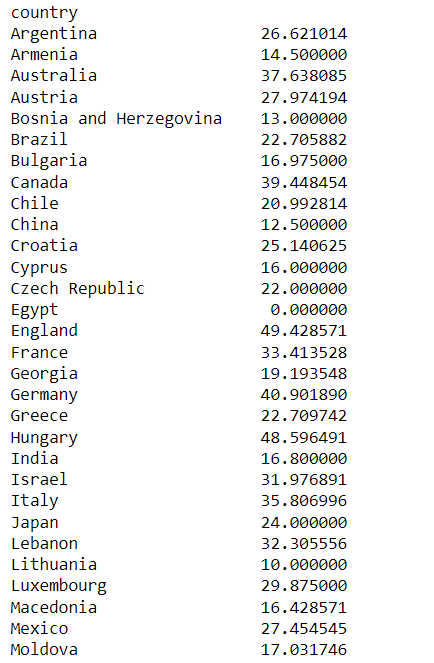 country
Argentina 26.621014
Armenia 14.500000
Australia 37.638085
Austria 27.974194
Bosnia and Herzegovina 13.000000
Brazil 22.705882
Bulgaria 16.975000
Canada 39.448454
Chile 20.992814
China 12.500000
Croatia 25.140625
Cyprus 16.000000
Czech Republic 22.000000
Egypt 0.000000
England 49.428571
France 33.413528
Georgia 19.193548
Germany 40.901890
Greece 22.709742
Hungary 48.596491
India 16.800000
Israel 31.976891
Italy 35.806996
Japan 24.000000
Lebanon 32.305556
Lithuania 10.000000
Luxembourg 29.875000
Macedonia 16.428571
Mexico 27.454545
Moldova 17.031746